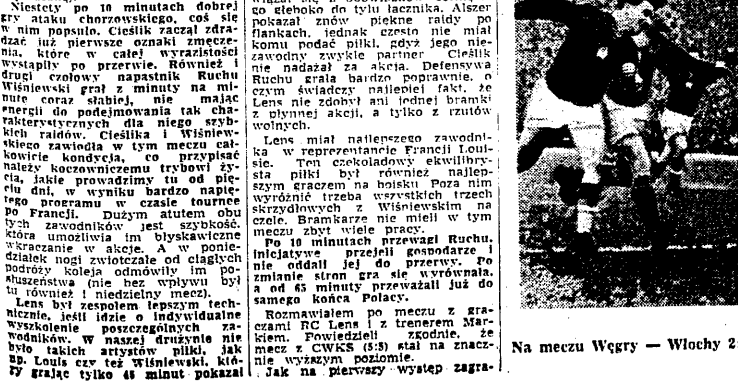 Niestety po 10 minutach dobrej
gry ataku chorzowskiego, coś się
w nim popsuło. Cieślik zaczął zdra-
dzać już pierwsze oznaki zmęcze-
nia, które w całej wyrazistości
wystąpiły po przerwie. Również i
drugi czołowy napastnik Ruchu
Wiśniewski grał z minuty na mi-
nutę coraz słabiej, nie mając
energii do podejmowania tak cha-
rakterystycznych dla niego szyb-
kich raidów. Cieślika i Wiśniew-
skiego zawiodła w tym meczu cał-
kowicie kondycja, co przypisać
należy koczowniczemu trybowi ży-
cia, jakie prowadzimy tu od pię-
ciu dni, w wyniku bardzo napię-
tego programu w czasie tournee
po Francji. Dużym atutem obu
tych zawodników jest szybkość,
która umożliwia im błyskawiczne
wkraczanie w akcje. A w ponie-
działek nogi zwiotczałe od ciągłych
podróży koleją odmówiły im po-
słuszeństwa (nie bez wpływu był
tu również i niedzielny mecz).
Lens był zespołem lepszym tech-
nicznie, jeśli idzie o indywidualne
wyszkolenie poszczególnych za-
wodników. W naszej drużynie nie
było takich artystów piłki, jak
np. Louis czy też Wiśniewski, któ-
rzy grając tylko 45 minut pokazał
go głęboko do tyłu łącznika. Alszer
pokazał znów piękne raidy po
flankach, jednak często nie miał
komu podać piłki, gdyż jego nie-
zawodny zwykle partner Cieślik
nie nadążał za akcją. Defensywa
Ruchu grała bardzo poprawnie, o
czym świadczy najlepiej fakt, że
Lens nie zdobył ani jednej bramki
z płynnej akcji, a tylko z rzutów
wolnych.
Lens miał najlepszego zawodni-
ka w reprezentancie Francji Loui-
sie. Ten czekoladowy ekwilibry-
sta piłki był również najlep-
szym graczem na boisku Poza nim
wyróżnić trzeba wszystkich trzech
skrzydłowych z Wiśniewskim na
czele. Bramkarze nie mieli w tym
meczu zbyt wiele pracy.
Po 10 minutach przewagi Ruchu,
inicjatywę przejęli gospodarze i
nie oddali jej do przerwy. Po
zmianie stron gra się wyrównała,
a od 65 minuty przeważali już do
samego końca Polacy.
Rozmawiałem po meczu z gra-
czami RC Lens i z trenerem Mar-
kiem. Powiedzieli zgodnie, że
mecz z CWKS (5:5) stał na znacz-
nie wyższym poziomie.
Jak na pierwszy występ zagra-
Na meczu Węgry — Włochy 2: